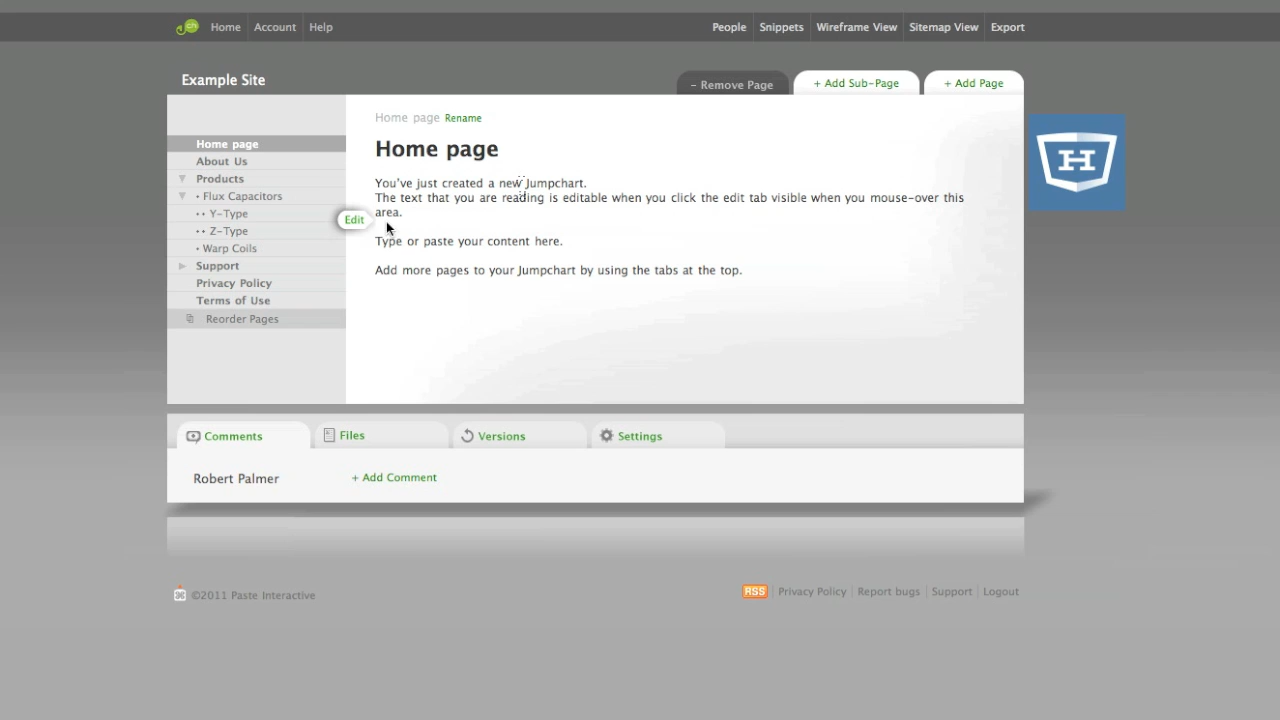 Home Account Help People Snippets Wireframe View Sitemap View Export
Example Site
- Remove Page + Add Sub-Page + Add Page
Home page
About Us
Products
• Flux Capacitors
•• Y-Type
•• Z-Type
• Warp Coils
Support
Privacy Policy
Terms of Use
Reorder Pages
Home page Rename
Home page
You've just created a new Jumpchart.
The text that you are reading is editable when you click the edit tab visible when you mouse-over this
area.
Edit
Type or paste your content here.
Add more pages to your Jumpchart by using the tabs at the top.
H
Comments Files Versions Settings
Robert Palmer + Add Comment
©2011 Paste Interactive
RSS Privacy Policy Report bugs Support Logout